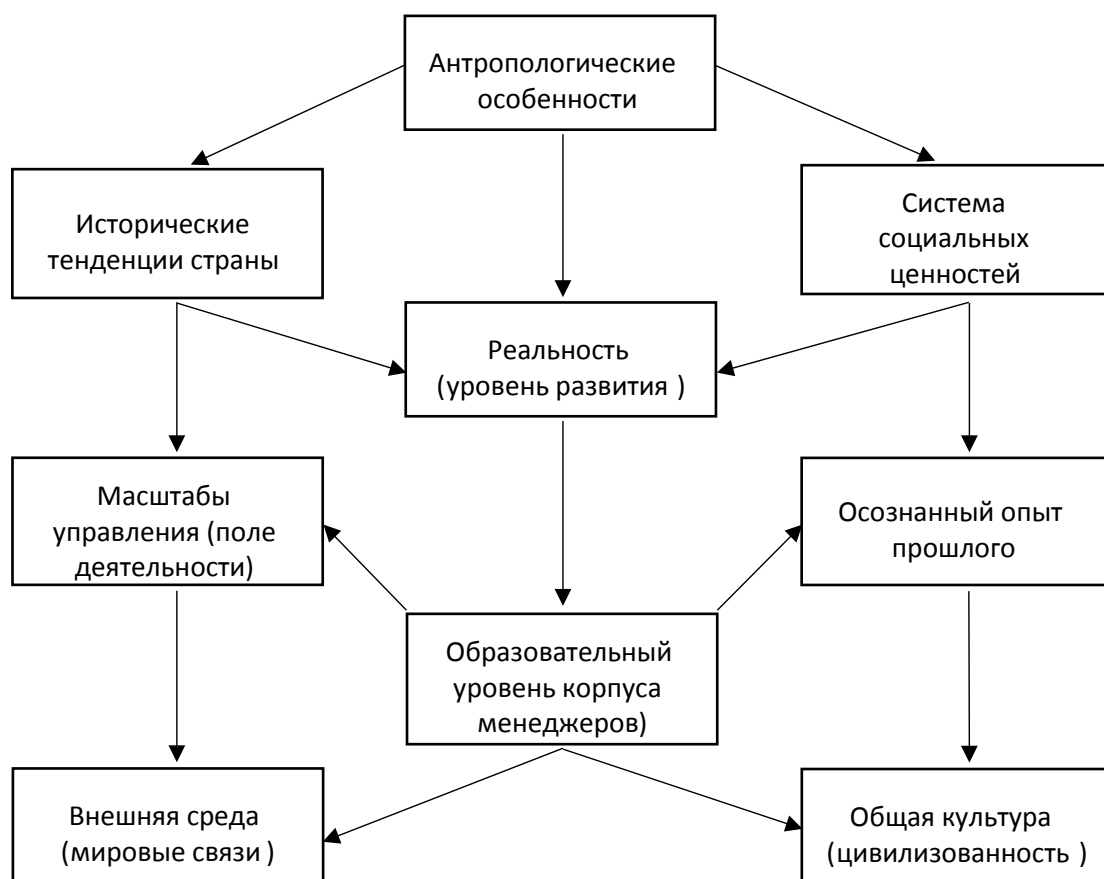 Антропологические
особенности
Исторические
тенденции страны
Система
социальных
ценностей
Реальность
(уровень развития )
Масштабы
управления (поле
деятельности)
Осознанный опыт
прошлого
Образовательный
уровень корпуса
менеджеров)
Внешняя среда
(мировые связи )
Общая культура
(цивилизованность )